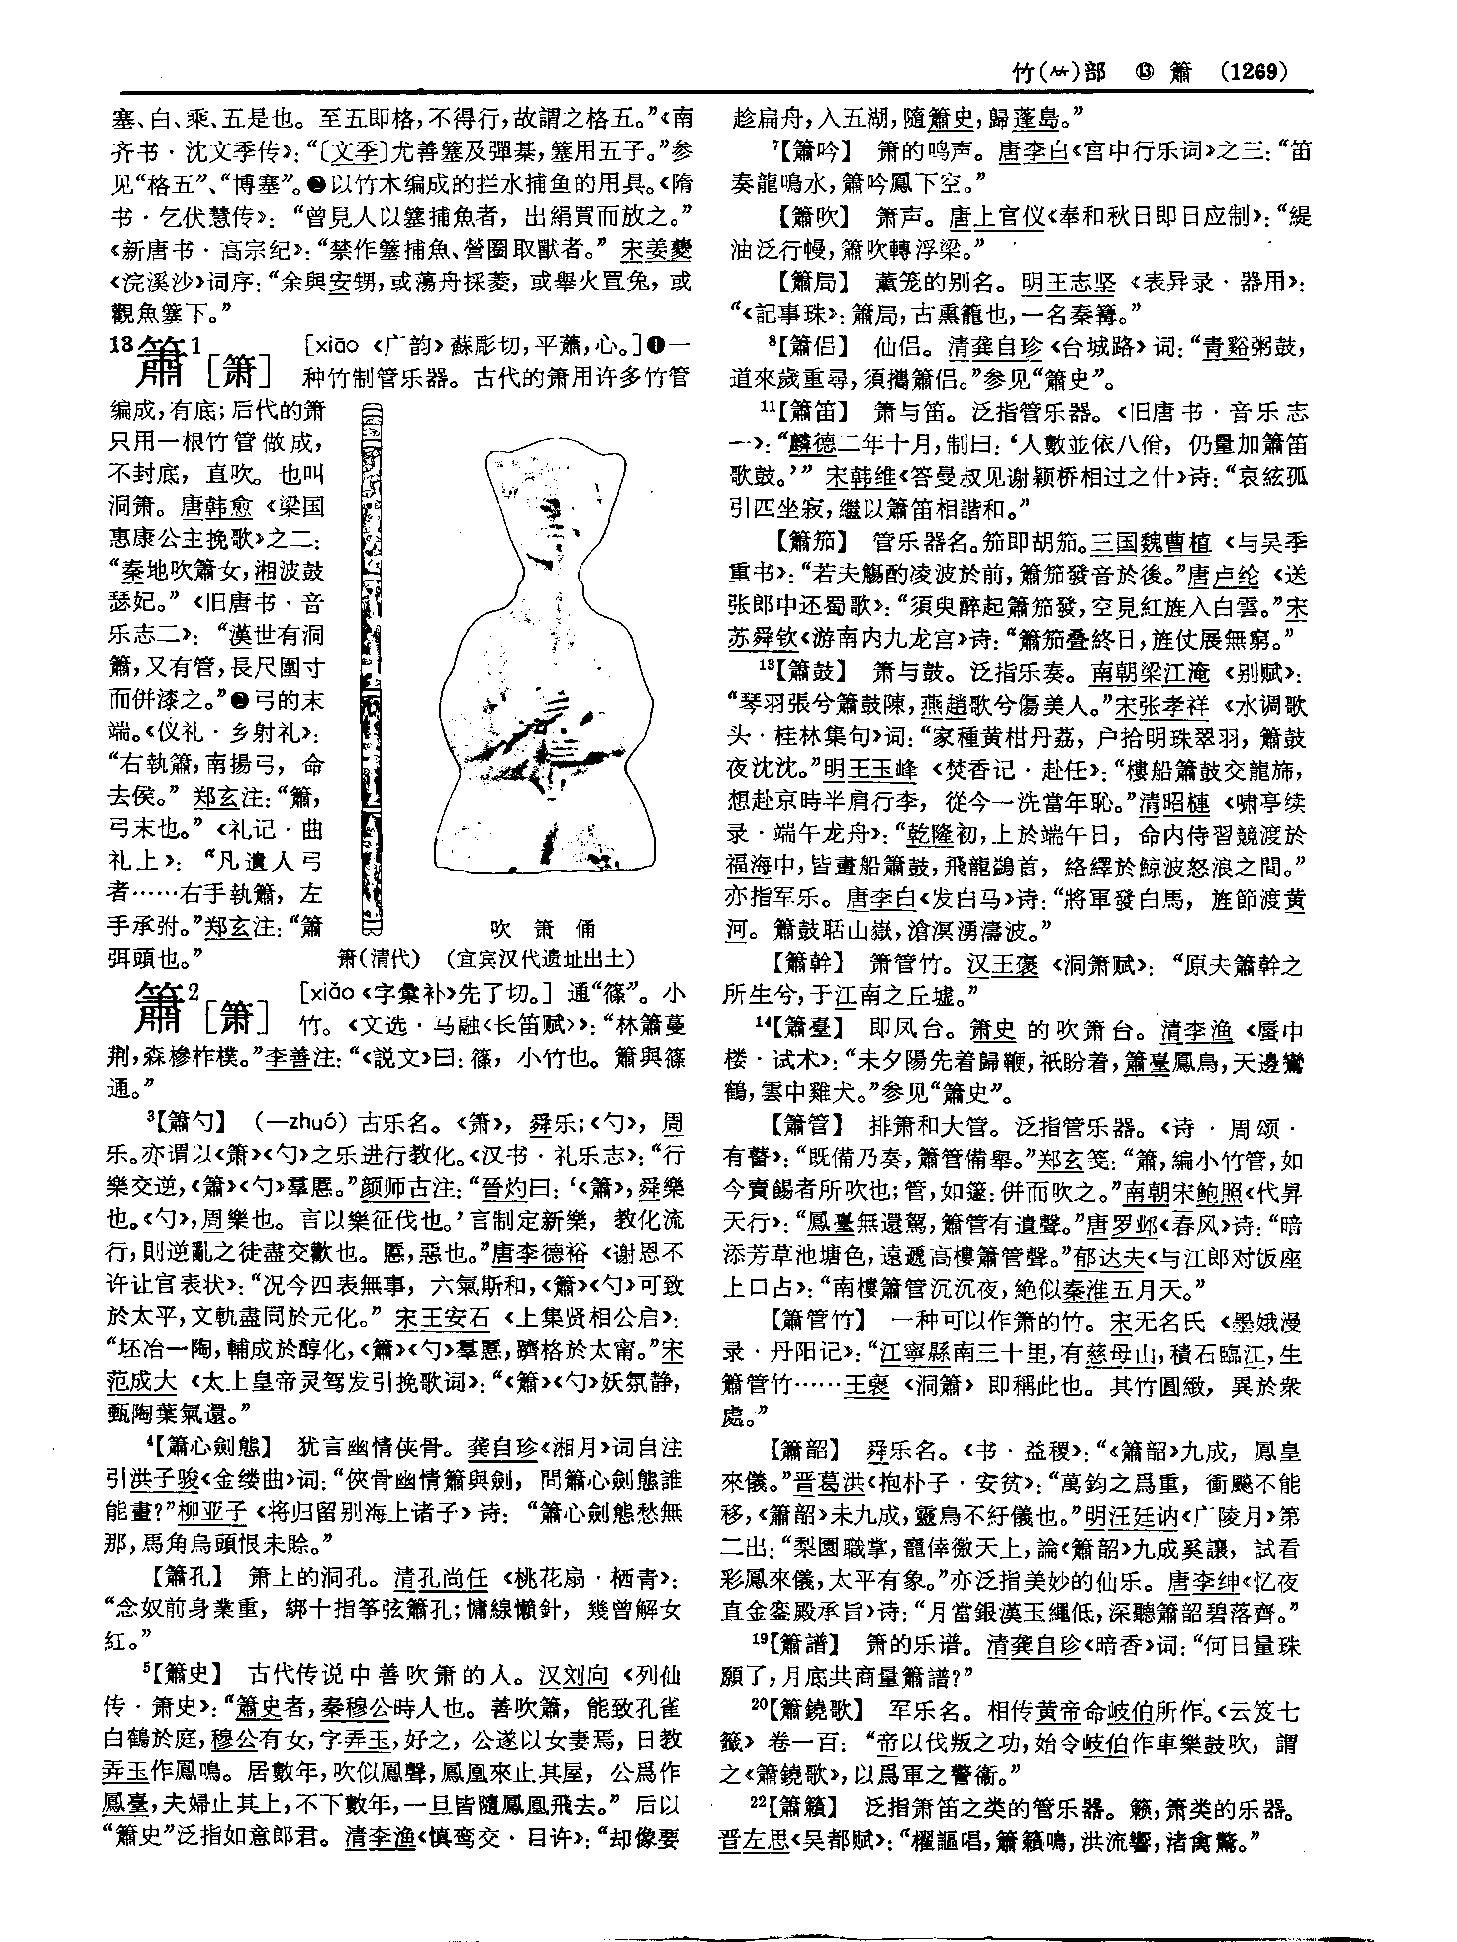 竹(⺮)部 ⑬ 簫 (1269)
塞、白、乘、五是也。至五即格,不得行,故謂之格五。”《南
齐书·沈文季传》:“〔文季〕尤善簺及彈棊,簺用五子。”参
见“格五”、“博塞”。❷以竹木编成的拦水捕鱼的用具。《隋
书·乞伏慧传》:“曾見人以簺捕魚者,出絹買而放之。”
《新唐书·高宗纪》:“禁作簺捕魚、營圈取獸者。”宋姜夔
《浣溪沙》词序:“余與安甥,或蕩舟採菱,或舉火罝兔,或
觀魚簺下。”
13簫1[箫] [xiāo《广韵》蘇彫切,平蕭,心。]❶一
种竹制管乐器。古代的箫用许多竹管
编成,有底;后代的箫
只用一根竹管做成,
不封底,直吹。也叫
洞箫。唐韩愈《梁国
惠康公主挽歌》之二:
“秦地吹簫女,湘波鼓
瑟妃。”《旧唐书·音
乐志二》:“漢世有洞
簫,又有管,長尺圍寸
而併漆之。”❷弓的末
端。《仪礼·乡射礼》:
“右執簫,南揚弓,命
去侯。”郑玄注:“簫,
弓末也。”《礼记·曲
礼上》:“凡遺人弓
者……右手執簫,左
手承弣。”郑玄注:“簫
弭頭也。”
吹箫俑
箫(清代) (宜宾汉代遗址出土)
簫2[箫] [xiǎo《字彙补》先了切。]通“篠”。小
竹。《文选·马融〈长笛赋〉》:“林簫蔓
荆,森槮柞樸。”李善注:“《説文》曰:篠,小竹也。簫與篠
通。”
3【簫勺】 (—zhuó)古乐名。《箫》,舜乐;《勺》,周
乐。亦谓以《箫》《勺》之乐进行教化。《汉书·礼乐志》:“行
樂交逆,《簫》《勺》羣慝。”颜师古注:“晉灼曰:‘《簫》,舜樂
也。《勺》,周樂也。言以樂征伐也。’言制定新樂,教化流
行,則逆亂之徒盡交歡也。慝,惡也。”唐李德裕《谢恩不
许让官表状》:“况今四表無事,六氣斯和,《簫》《勺》可致
於太平,文軌盡同於元化。”宋王安石《上集贤相公启》:
“坯冶一陶,輔成於醇化,《簫》《勺》羣慝,躋格於太甯。”宋
范成大《太上皇帝灵驾发引挽歌词》:“《簫》《勺》妖氛静,
甄陶葉氣還。”
4【簫心劍態】 犹言幽情侠骨。龚自珍《湘月》词自注
引洪子骏《金缕曲》词:“俠骨幽情簫與劍,問簫心劍態誰
能畫?”柳亚子《将归留别海上诸子》诗:“簫心劍態愁無
那,馬角烏頭恨未賒。”
【簫孔】 箫上的洞孔。清孔尚任《桃花扇·栖青》:
“念奴前身業重,綁十指筝弦簫孔;慵線懶針,幾曾解女
紅。”
5【簫史】 古代传说中善吹箫的人。汉刘向《列仙
传·萧史》:“簫史者,秦穆公時人也。善吹簫,能致孔雀
白鶴於庭,穆公有女,字弄玉,好之,公遂以女妻焉,日教
弄玉作鳳鳴。居數年,吹似鳳聲,鳳凰來止其屋,公爲作
鳳臺,夫婦止其上,不下數年,一旦皆隨鳳凰飛去。”后以
“簫史”泛指如意郎君。清李渔《慎鸾交·目许》:“却像要
趁扁舟,入五湖,隨簫史,歸蓬島。”
7【簫吟】 箫的鸣声。唐李白《宫中行乐词》之三:“笛
奏龍鳴水,簫吟鳳下空。”
【簫吹】 箫声。唐上官仪《奉和秋日即日应制》:“緹
油泛行幔,簫吹轉浮梁。”
【簫局】 薰笼的别名。明王志坚《表异录·器用》:
“《記事珠》:簫局,古熏籠也,一名秦篝。”
8【簫侣】 仙侣。清龚自珍《台城路》词:“青谿粥鼓,
道來歲重尋,須攜簫侣。”参见“簫史”。
11【簫笛】 箫与笛。泛指管乐器。《旧唐书·音乐志
一》:“麟德二年十月,制曰:‘人數並依八佾,仍量加簫笛
歌鼓。’”宋韩维《答曼叔见谢颖桥相过之什》诗:“哀絃孤
引四坐寂,繼以簫笛相諧和。”
【簫笳】 管乐器名。笳即胡笳。三国魏曹植《与吴季
重书》:“若夫觴酌凌波於前,簫笳發音於後。”唐卢纶《送
张郎中还蜀歌》:“須臾醉起簫笳發,空見紅旌入白雲。”宋
苏舜钦《游南内九龙宫》诗:“簫笳叠終日,旌仗展無窮。”
13【簫鼓】 箫与鼓。泛指乐奏。南朝梁江淹《别赋》:
“琴羽張兮簫鼓陳,燕趙歌兮傷美人。”宋张孝祥《水调歌
头·桂林集句》词:“家種黄柑丹荔,户拾明珠翠羽,簫鼓
夜沈沈。”明王玉峰《焚香记·赴任》:“樓船簫鼓交龍旆,
想赴京時半肩行李,從今一洗當年恥。”清昭槤《啸亭续
录·端午龙舟》:“乾隆初,上於端午日,命内侍習競渡於
福海中,皆畫船簫鼓,飛龍鷁首,絡繹於鯨波怒浪之間。”
亦指军乐。唐李白《发白马》诗:“將軍發白馬,旌節渡黄
河。簫鼓聒山嶽,滄溟湧濤波。”
【簫幹】 箫管竹。汉王褒《洞箫赋》:“原夫簫幹之
所生兮,于江南之丘墟。”
14【簫臺】 即凤台。箫史的吹箫台。清李渔《蜃中
楼·试术》:“未夕陽先着歸鞭,祇盼着,簫臺鳳鳥,天邊鸞
鶴,雲中雞犬。”参见“簫史”。
【簫管】 排箫和大管。泛指管乐器。《诗·周颂·
有瞽》:“既備乃奏,簫管備舉。”郑玄笺:“簫,編小竹管,如
今賣餳者所吹也;管,如篴:併而吹之。”南朝宋鲍照《代昇
天行》:“鳳臺無還駕,簫管有遺聲。”唐罗邺《春风》诗:“暗
添芳草池塘色,遠遞高樓簫管聲。”郁达夫《与江郎对饭座
上口占》:“南樓簫管沉沉夜,絶似秦淮五月天。”
【簫管竹】 一种可以作箫的竹。宋无名氏《墨娥漫
录·丹阳记》:“江寧縣南三十里,有慈母山,積石臨江,生
簫管竹……王襃《洞簫》即稱此也。其竹圓緻,異於衆
處。”
【簫韶】 舜乐名。《书·益稷》:“《簫韶》九成,鳳皇
來儀。”晋葛洪《抱朴子·安贫》:“萬鈞之爲重,衝飈不能
移,《簫韶》未九成,靈鳥不紆儀也。”明汪廷讷《广陵月》第
二出:“梨園職掌,寵倖徼天上,論《簫韶》九成奚讓,試看
彩鳳來儀,太平有象。”亦泛指美妙的仙乐。唐李绅《忆夜
直金銮殿承旨》诗:“月當銀漢玉繩低,深聽簫韶碧落齊。”
19【簫譜】 箫的乐谱。清龚自珍《暗香》词:“何日量珠
願了,月底共商量簫譜?”
20【簫鐃歌】 军乐名。相传黄帝命岐伯所作。《云笈七
籤》卷一百:“帝以伐叛之功,始令岐伯作車樂鼓吹,謂
之《簫鐃歌》,以爲軍之警衞。”
22【簫籟】 泛指箫笛之类的管乐器。籁,箫类的乐器。
晋左思《吴都赋》:“櫂謳唱,簫籟鳴,洪流響,渚禽驚。”